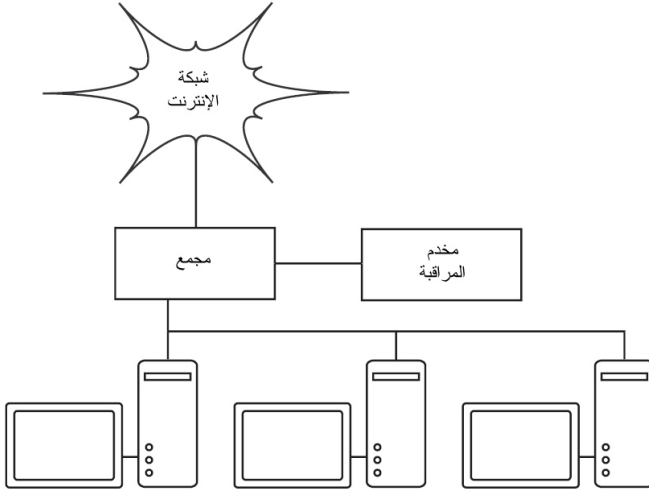 شبكة
الإنترنت
مجمع
مخدم
المراقبة